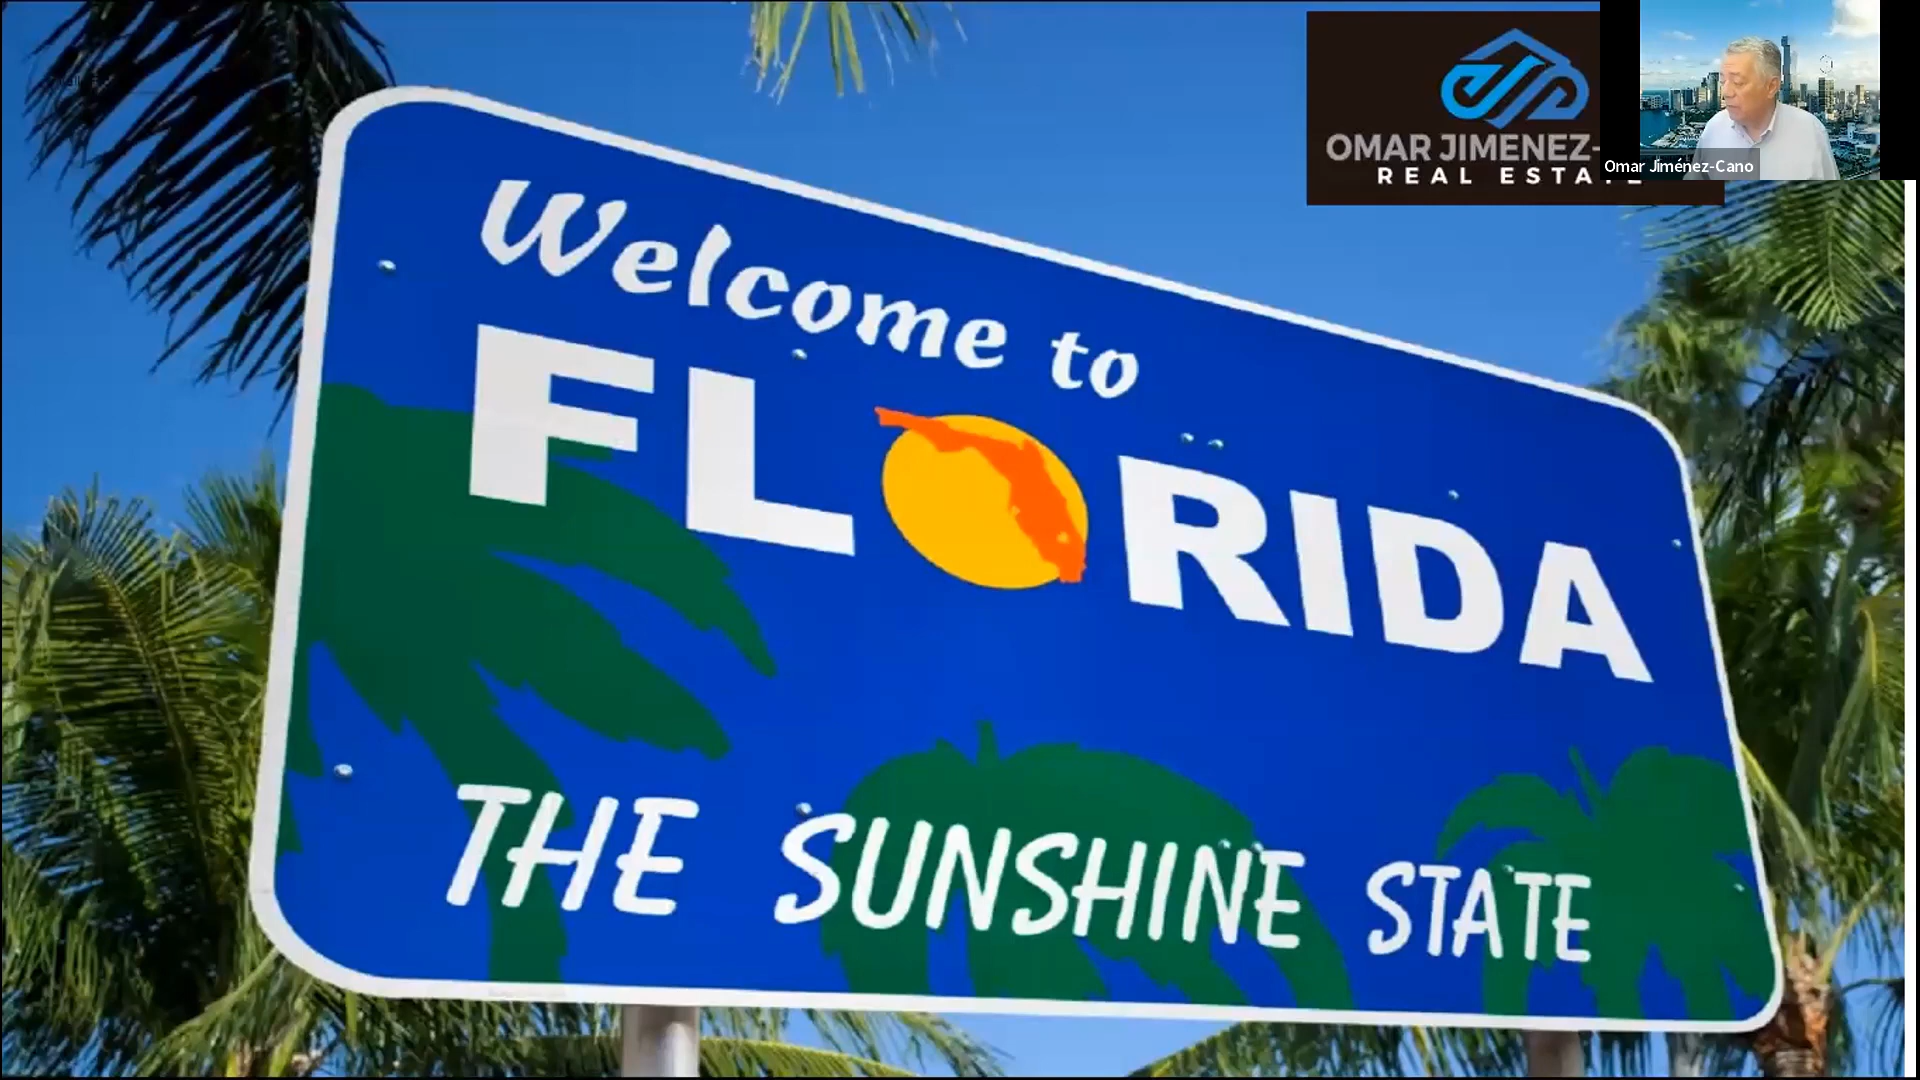 Welcome to
FLORIDA
THE SUNSHINE STATE
OMAR JIMENEZ-
REAL ESTATE
Omar Jiménez-Cano